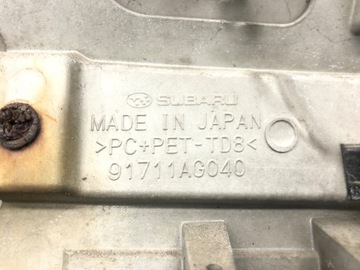 SUBARU
MADE IN JAPAN
>PC+PET-TD8<
91711AG040